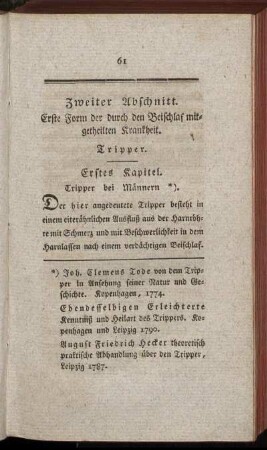 61
Zweiter Abschnitt.
Erste Form der durch den Beischlaf mit-
getheilten Krankheit.
Tripper.
Erstes Kapitel.
Tripper bei Männern *).
Der hier angedeutete Tripper besteht in
einem eiterähnlichen Ausfluß aus der Harnröh-
re mit Schmerz und mit Beschwerlichkeit in dem
Harnlassen nach einem verdächtigen Beischlaf.
*) Joh. Clemens Tode von dem Trip-
per in Ansehung seiner Natur und Ge-
schichte. Kopenhagen, 1774.
Ebendesselbigen Erleichterte
Kenntniß und Heilart des Trippers. Ko-
penhagen und Leipzig 1790.
August Friedrich Hecker theoretisch
praktische Abhandlung über den Tripper,
Leipzig 1787.